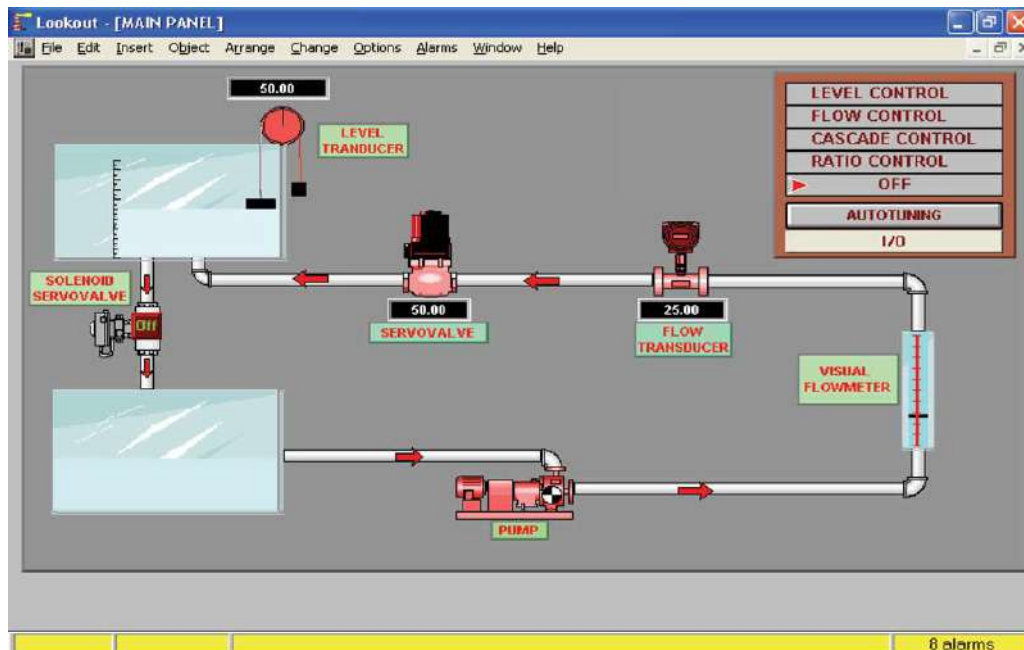 Lookout - [MAIN PANEL]
File Edit Insert Object Arrange Change Options Alarms Window Help
50.00
LEVEL
TRANDUCER
LEVEL CONTROL
FLOW CONTROL
CASCADE CONTROL
RATIO CONTROL
OFF
AUTOTUNING
I/O
SOLENOID
SERVOVALVE
Off
50.00
SERVOVALVE
25.00
FLOW
TRANSDUCER
VISUAL
FLOWMETER
PUMP
8 alarms